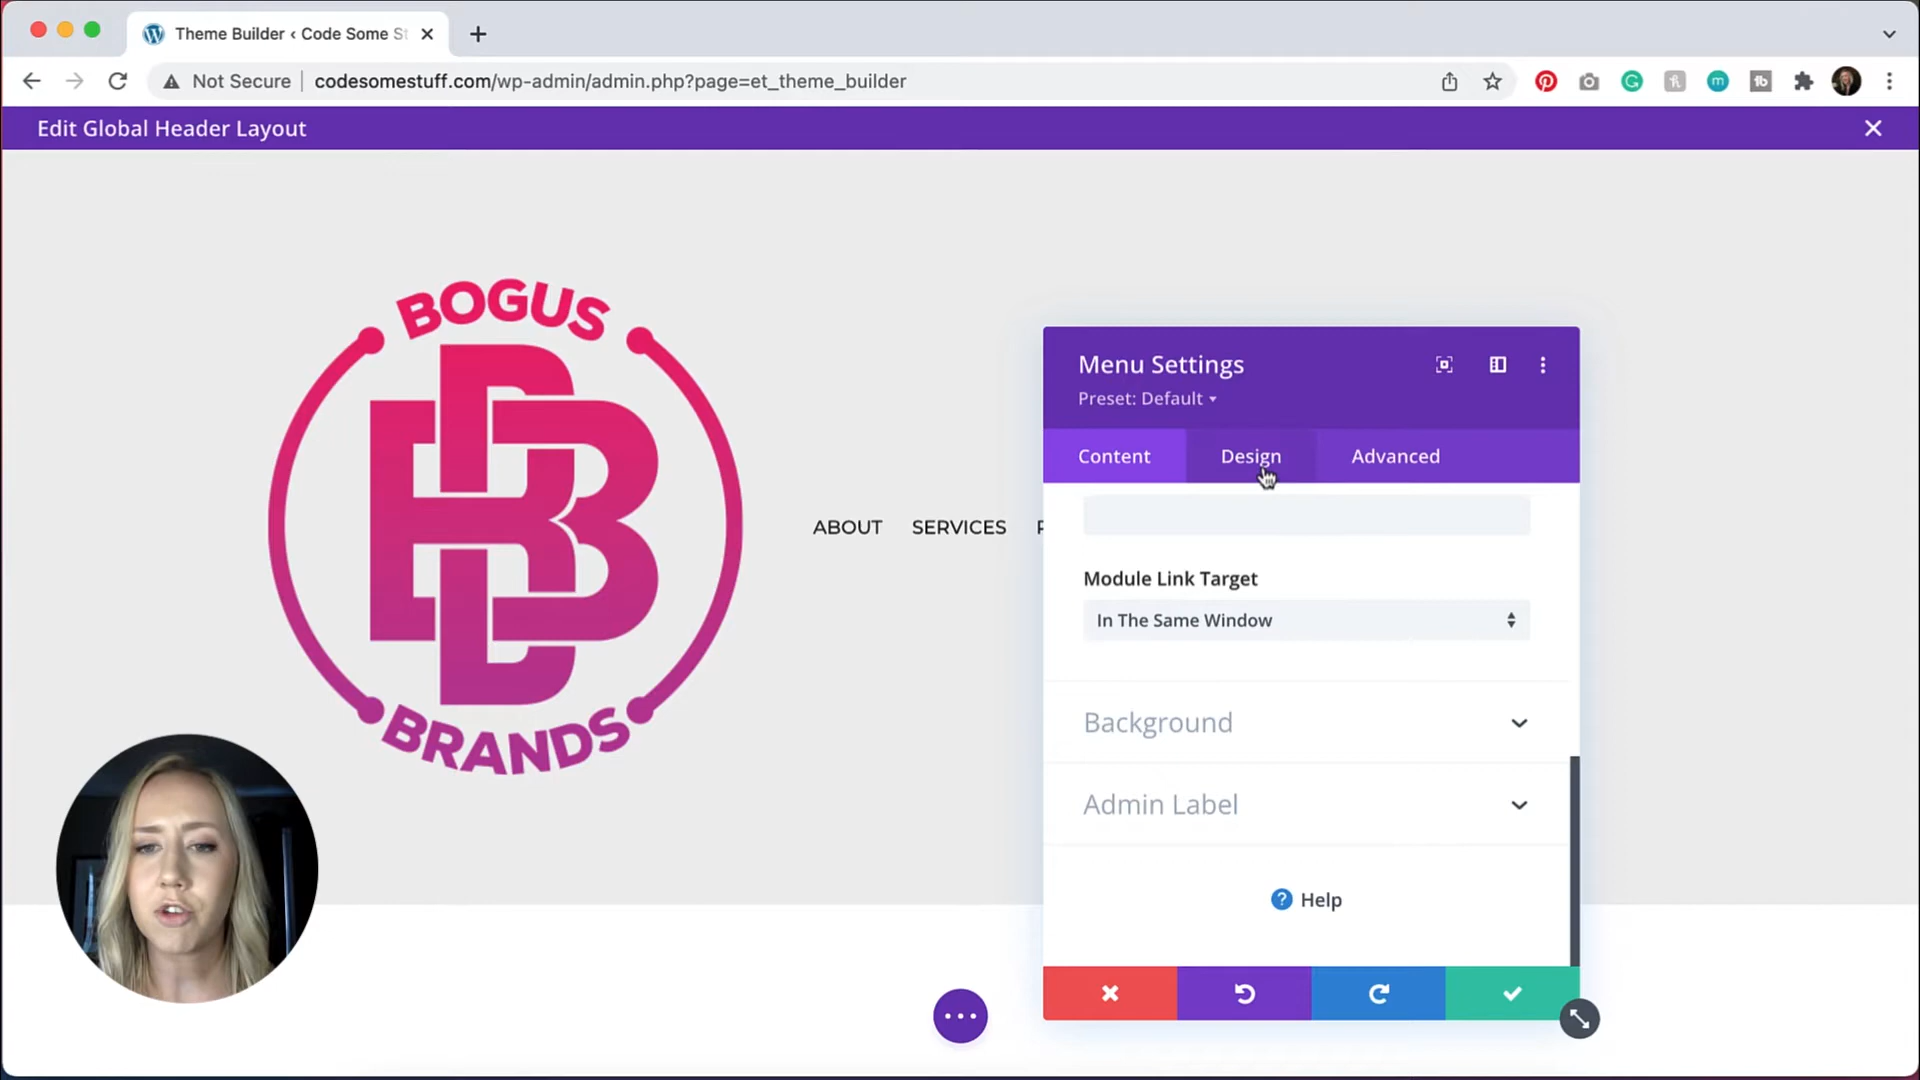 Theme Builder ‹ Code Some St
Not Secure
codesomestuff.com/wp-admin/admin.php?page=et_theme_builder
Edit Global Header Layout
BOGUS
BRANDS
ABOUT SERVICES
Menu Settings
Preset: Default
Content Design Advanced
Module Link Target
In The Same Window
Background
Admin Label
? Help